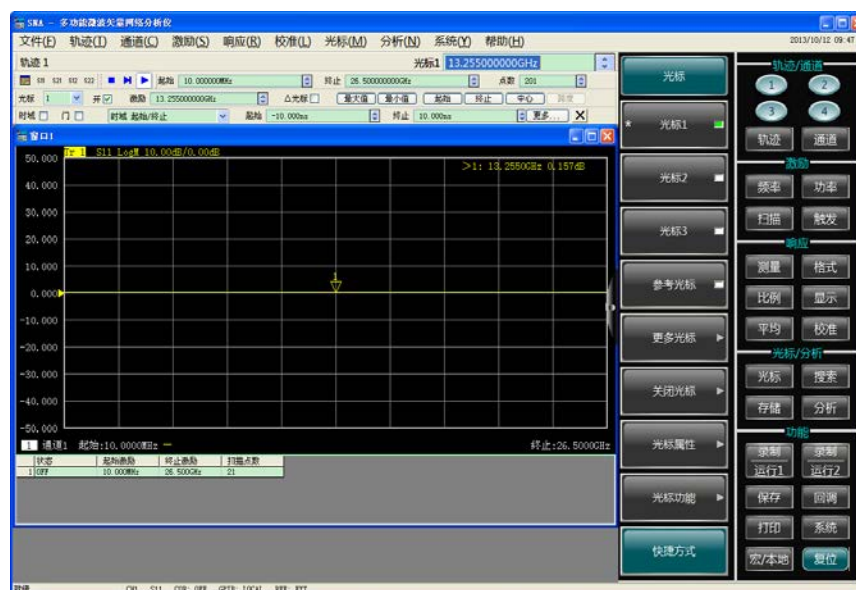 SNA - 多功能微波矢量网络分析仪
文件(F) 轨迹(T) 通道(C) 激励(S) 响应(R) 校准(L) 光标(M) 分析(N) 系统(Y) 帮助(H)
2013/10/12 09:47
轨迹 1 光标1 13.255000000GHz
S11 S21 S12 S22 起始 10.000000MHz 终止 26.500000000GHz 点数 201
光标 1 开 激励 13.255000000GHz △光标 最大值 最小值 起始 终止 中心
时域 门 时域 起始/终止 起始 -10.000ns 终止 10.000ns 更多... X
窗口1
Tr 1 S11 LogM 10.00dB/0.00dB
>1: 13.2550GHz 0.157dB
50.000
40.000
30.000
20.000
10.000
0.000
-10.000
-20.000
-30.000
-40.000
-50.000
1
1 通道1 起始:10.0000MHz 终止:26.5000GHz
状态 起始激励 终止激励 扫描点数
1 OFF 10.000MHz 26.500GHz 21
CH1 S11 COR: OFF
光标
* 光标1
光标2
光标3
参考光标
更多光标
关闭光标
光标属性
光标功能
快捷方式
轨迹/通道
1 2
3 4
轨迹 通道
激励
频率 功率
扫描 触发
响应
测量 格式
比例 显示
平均 校准
光标/分析
光标 搜索
存储 分析
功能
录制 录制
运行1 运行2
保存 回调
打印 系统
宏/本地 复位